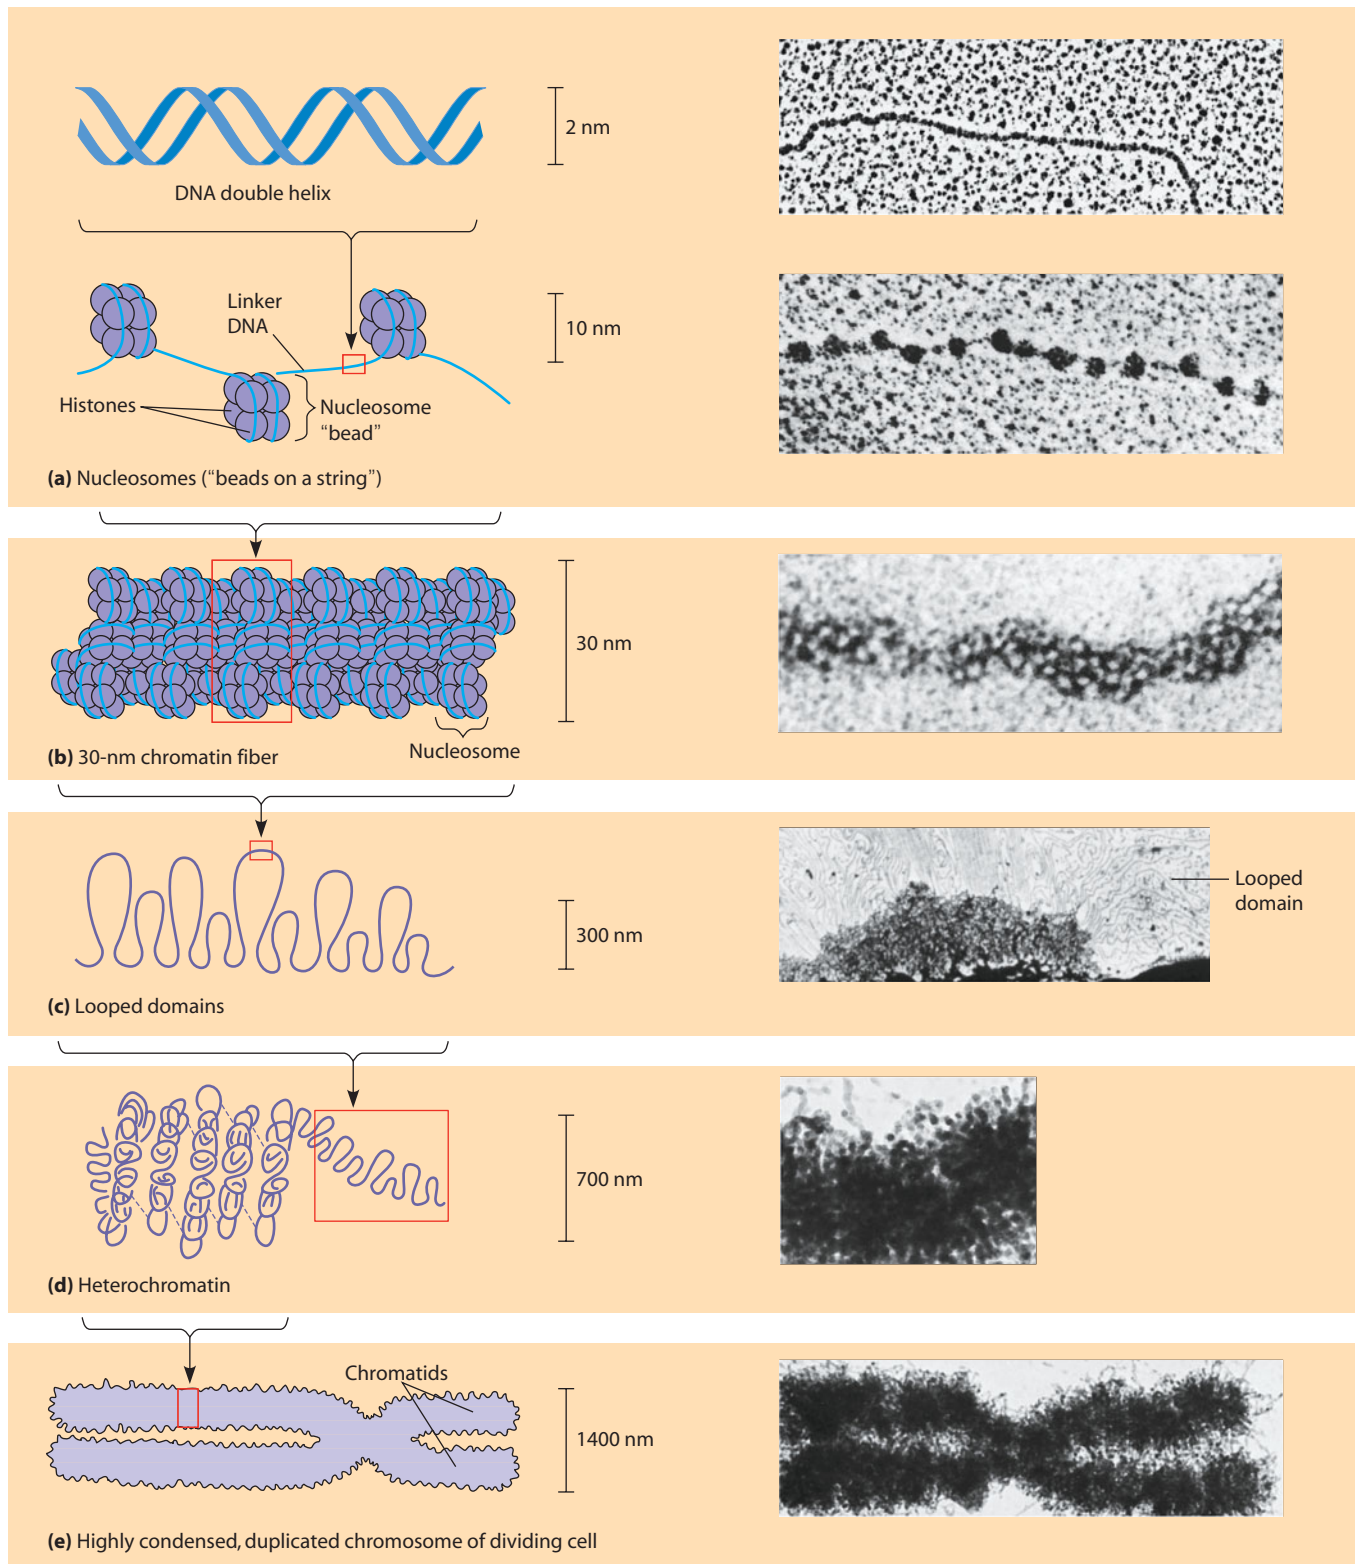 2 nm
DNA double helix
Linker
DNA
10 nm
Histones
Nucleosome
“bead”
(a) Nucleosomes (“beads on a string”)
30 nm
Nucleosome
(b) 30-nm chromatin fiber
Looped
domain
300 nm
(c) Looped domains
700 nm
(d) Heterochromatin
Chromatids
1400 nm
(e) Highly condensed, duplicated chromosome of dividing cell